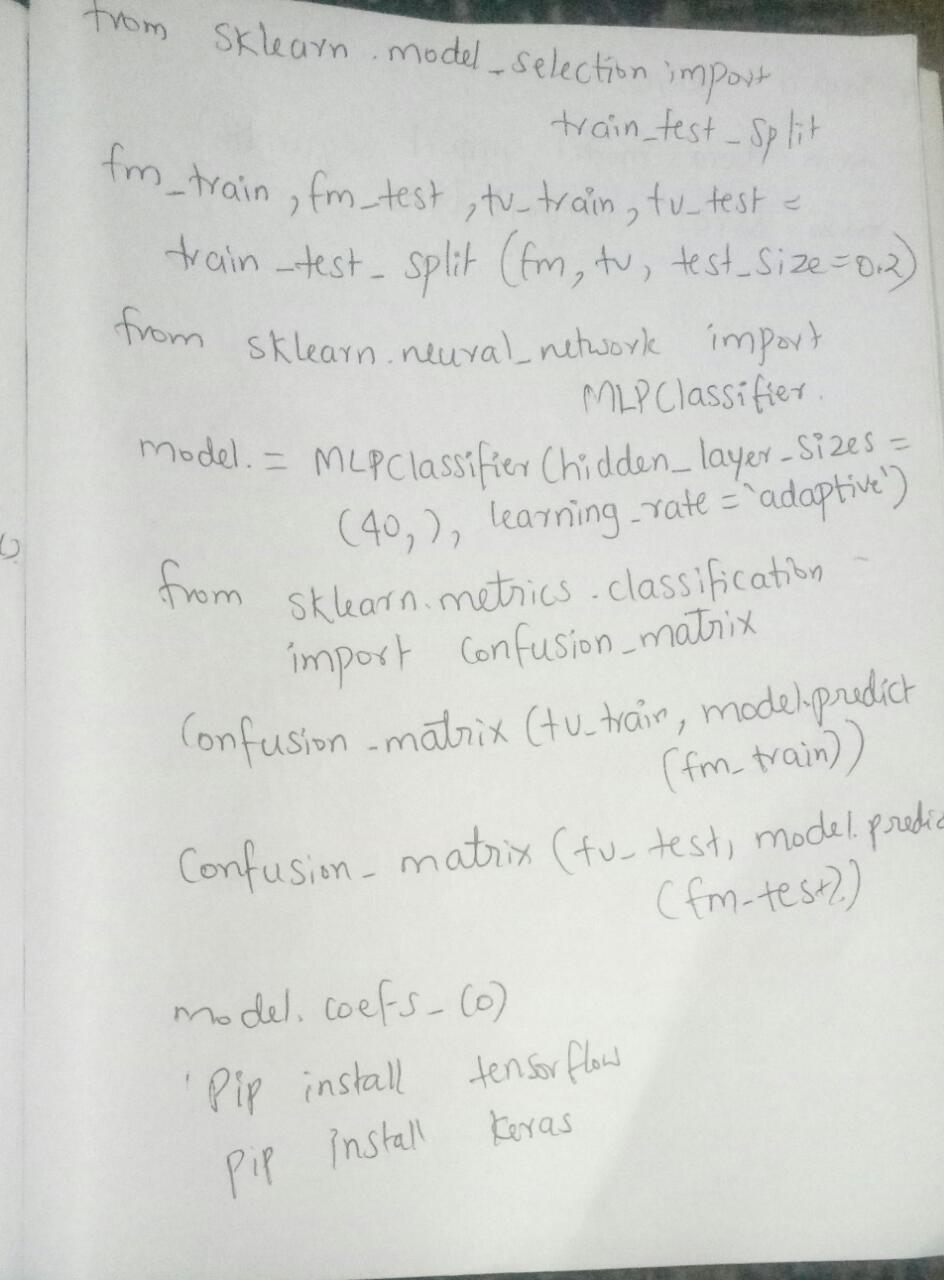 from sklearn.model_selection import
train_test_split
fm_train, fm_test, tv_train, tv_test =
train_test_split (fm, tv, test_size=0.2)
from sklearn.neural_network import
MLPClassifier.
model. = MLPClassifier (hidden_layer_sizes =
(40,), learning_rate = 'adaptive')
from sklearn.metrics.classification
import confusion_matrix
Confusion_matrix (tv_train, model.predict
(fm_train))
Confusion_matrix (tv_test, model.predic
(fm_test))
model.coefs_(0)
'Pip install tensorflow
pip install keras